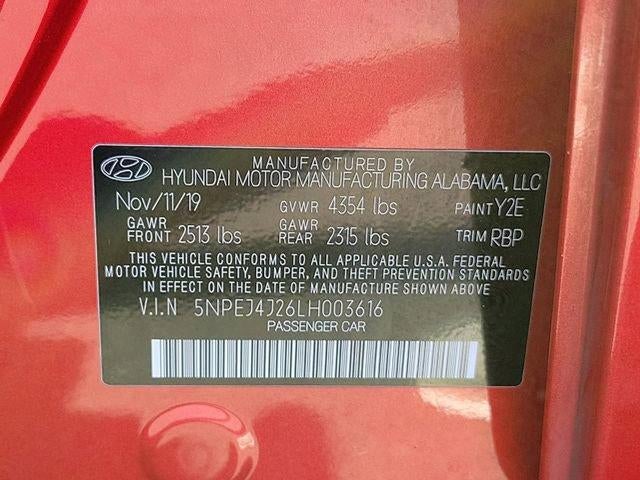 MANUFACTURED BY
HYUNDAI MOTOR MANUFACTURING ALABAMA, LLC
Nov/11/19 GVWR 4354 lbs PAINT Y2E
GAWR FRONT 2513 lbs GAWR REAR 2315 lbs TRIM RBP
THIS VEHICLE CONFORMS TO ALL APPLICABLE U.S.A. FEDERAL
MOTOR VEHICLE SAFETY, BUMPER, AND THEFT PREVENTION STANDARDS
IN EFFECT ON THE DATE OF MANUFACTURE SHOWN ABOVE
V.I.N 5NPEJ4J26LH003616
PASSENGER CAR